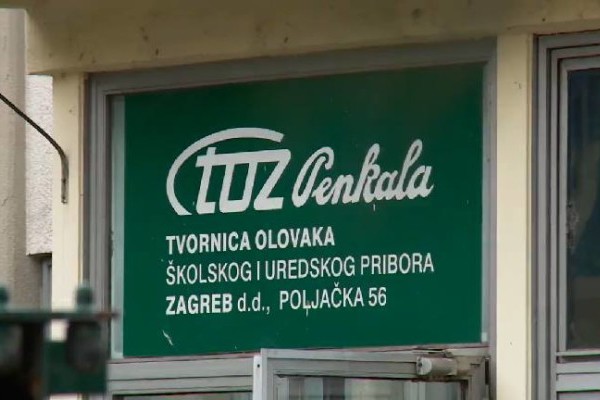 TOZ Penkala
TVORNICA OLOVAKA
ŠKOLSKOG I UREDSKOG PRIBORA
ZAGREB d.d., POLJAČKA 56